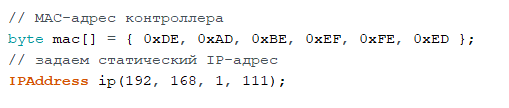 // MAC-адрес контроллера
byte mac[] = { 0xDE, 0xAD, 0xBE, 0xEF, 0xFE, 0xED };
// задаем статический IP-адрес
IPAddress ip(192, 168, 1, 111);